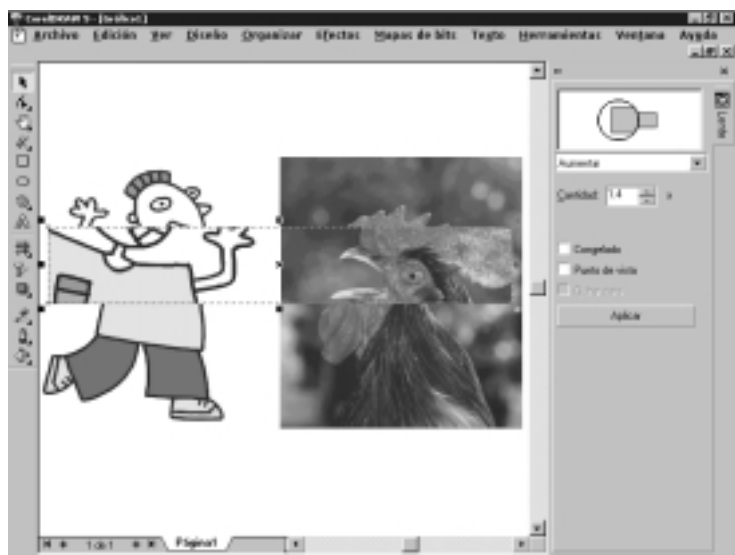 CorelDRAW 9 - [Gráfico1]
Archivo Edición Ver Diseño Organizar Efectos Mapas de bits Texto Herramientas Ventana Ayuda
Lente
Aumentar
Cantidad: 1.4 x
Congelado
Punto de vista
Aplicar
1 de 1 Página1